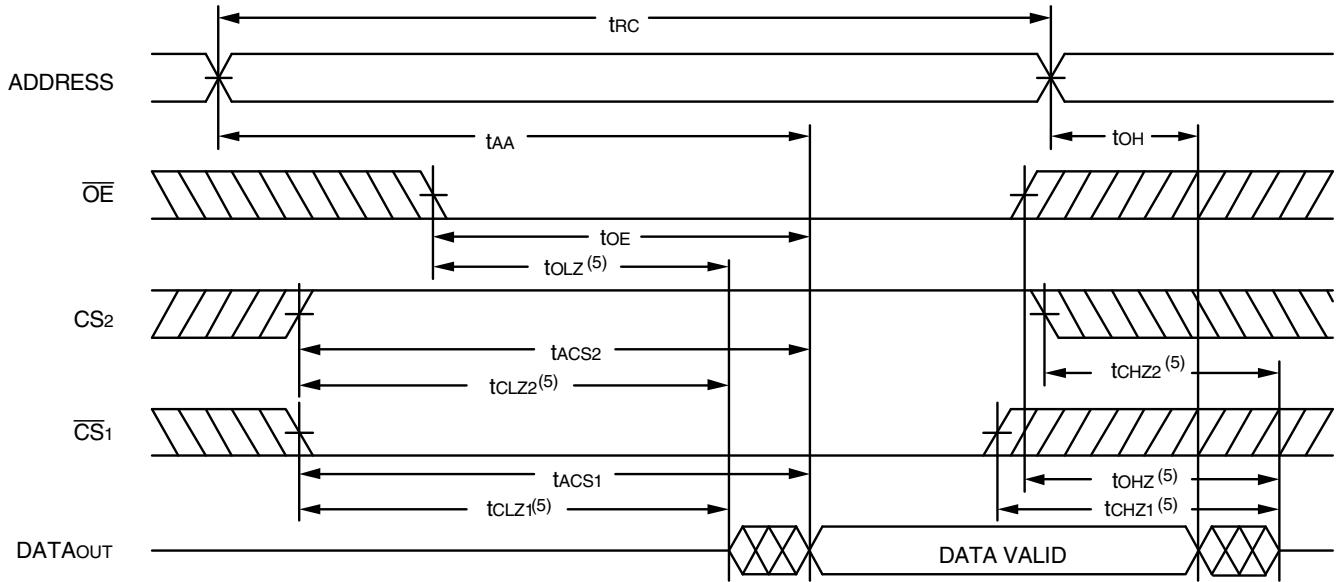 tRC
ADDRESS
tAA
tOH
OE
tOE
tOLZ (5)
CS2
tACS2
tCLZ2(5)
tCHZ2(5)
CS1
tACS1
tOHZ(5)
tCLZ1(5)
tCHZ1(5)
DATAOUT
DATA VALID